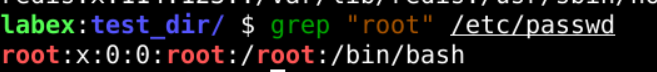 labex:test_dir/ $ grep "root" /etc/passwd
root:x:0:0:root:/root:/bin/bash